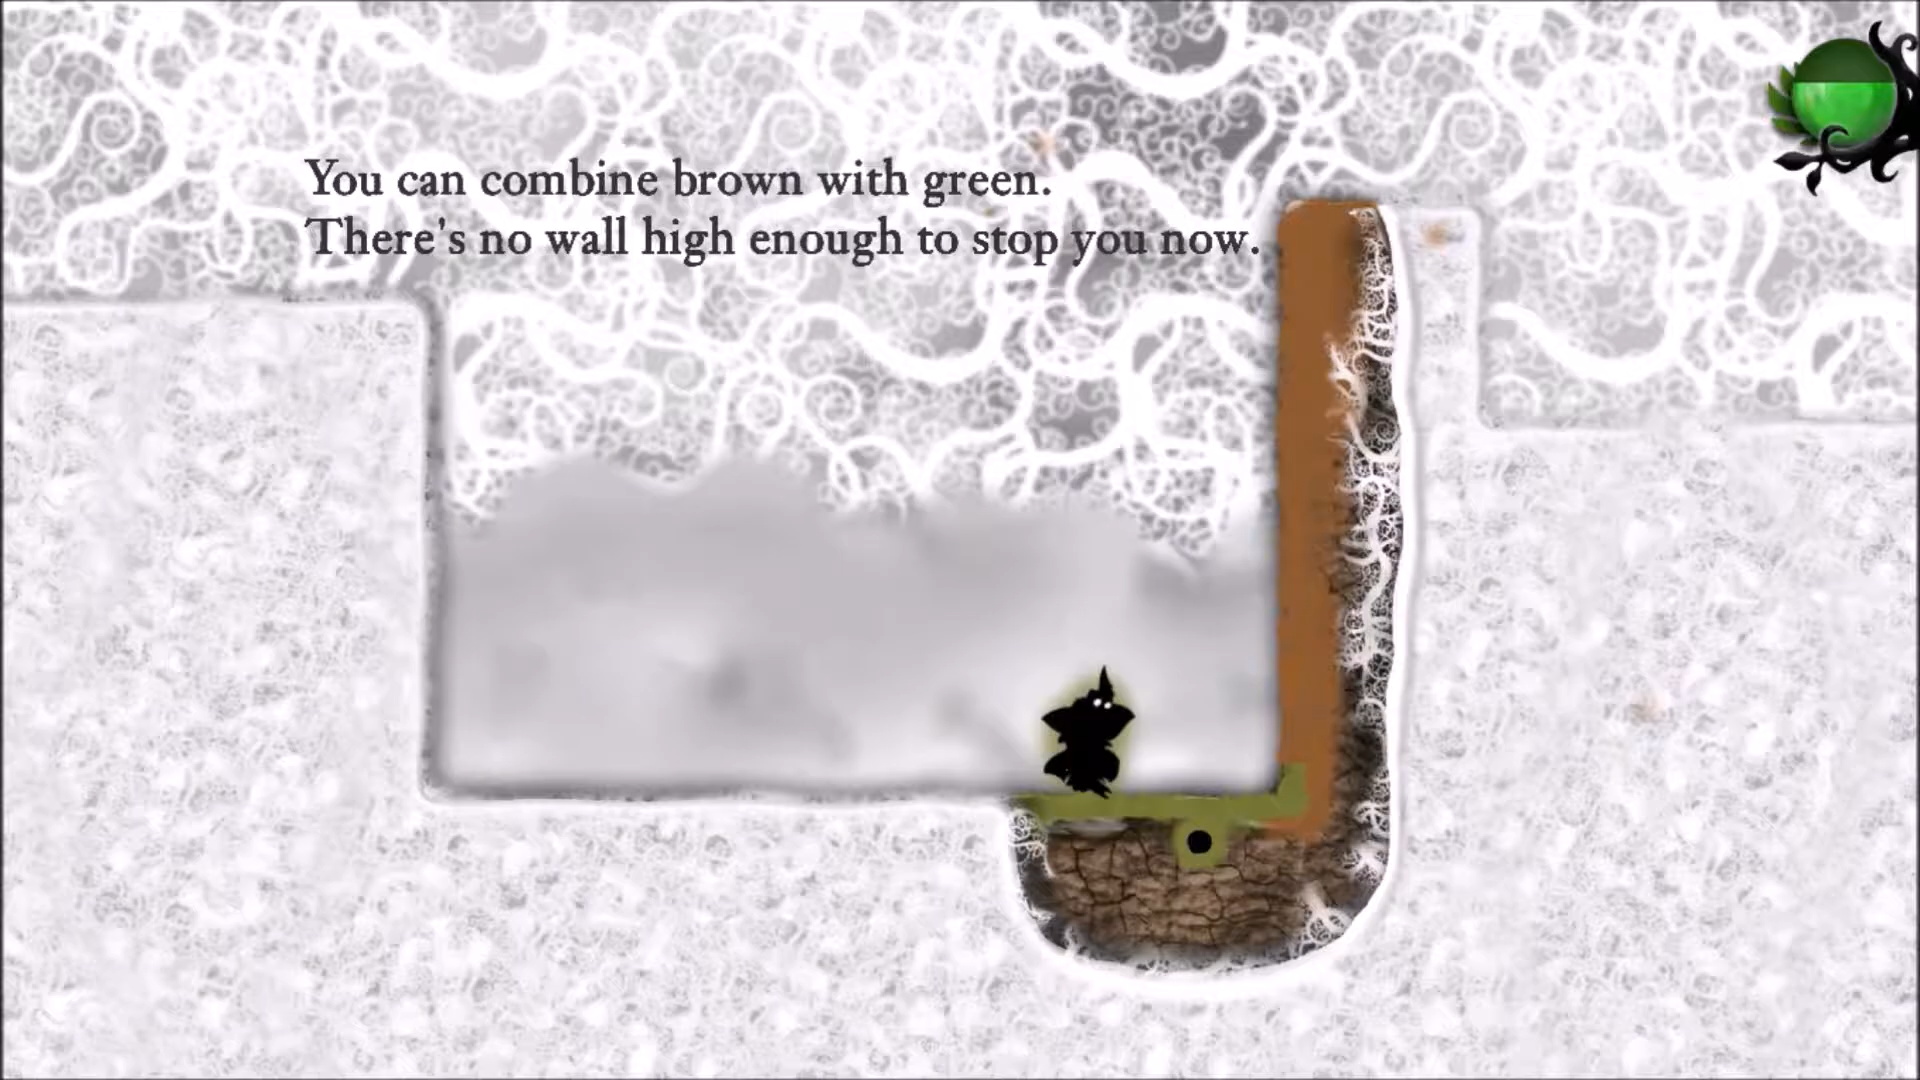 You can combine brown with green.
There's no wall high enough to stop you now.